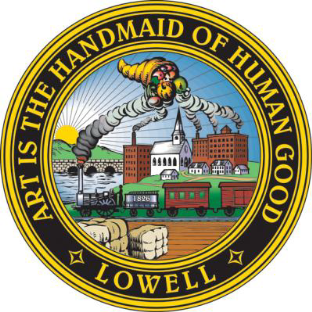 ART IS THE HANDMAID OF HUMAN GOOD
1826
LOWELL